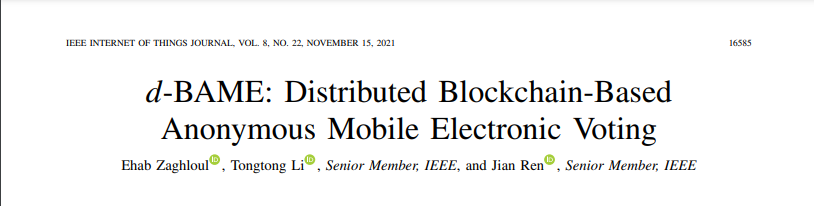 IEEE INTERNET OF THINGS JOURNAL, VOL. 8, NO. 22, NOVEMBER 15, 2021 16585
d-BAME: Distributed Blockchain-Based
Anonymous Mobile Electronic Voting
Ehab Zaghloul, Tongtong Li, Senior Member, IEEE, and Jian Ren, Senior Member, IEEE